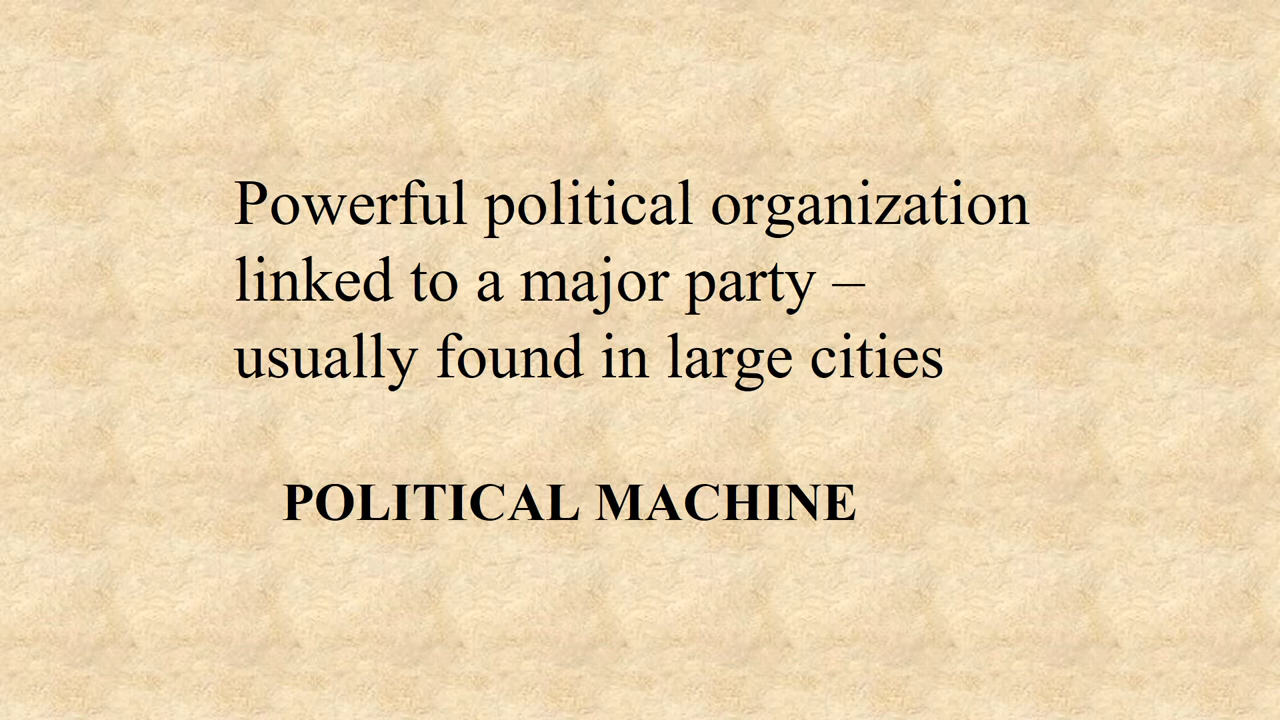 Powerful political organization
linked to a major party –
usually found in large cities
POLITICAL MACHINE